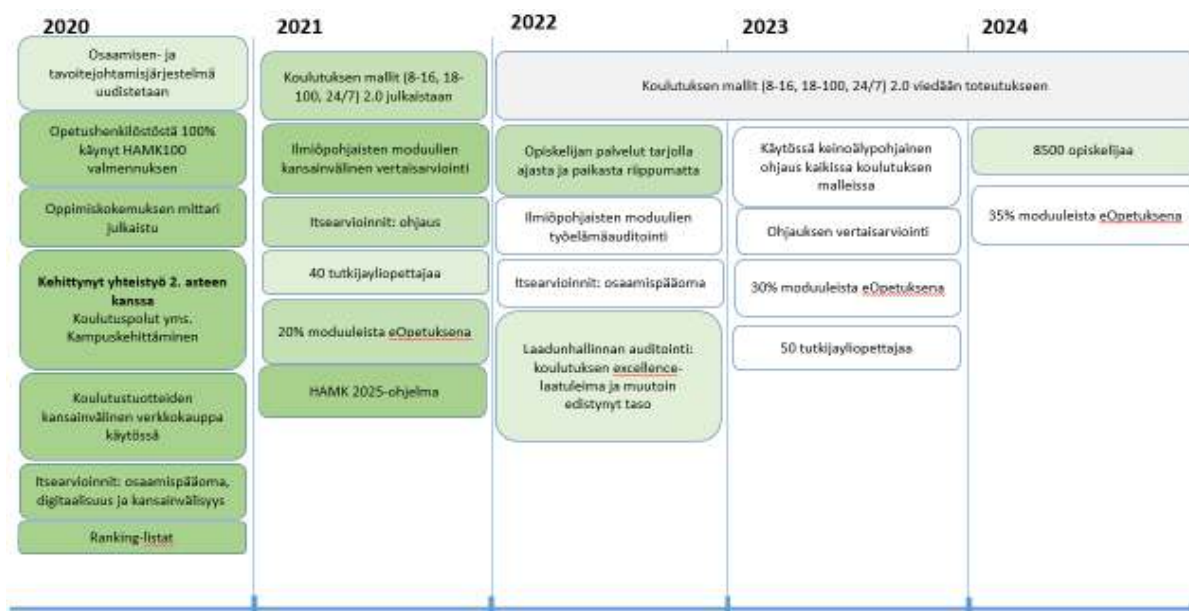 2020
Osaamisen- ja
tavoitejohtamisjärjestelmä
uudistetaan
Opetushenkilöstöstä 100%
käynyt HAMK100
valmennuksen
Oppimiskokemuksen mittari
julkaistu
Kehittynyt yhteistyö 2. asteen
kanssa
Koulutuspolut yms.
Kampuskehittäminen
Koulutustuotteiden
kansainvälinen verkkokauppa
käytössä
Itsearvioinnit: osaamispääoma,
digitaalisuus ja kansainvälisyys
Ranking-listat
2021
Koulutuksen mallit (8-16, 18-
100, 24/7) 2.0 julkaistaan
Ilmiöpohjaisten moduulien
kansainvälinen vertaisarviointi
Itsearvioinnit: ohjaus
40 tutkijayliopettajaa
20% moduuleista eOpetuksena
HAMK 2025-ohjelma
2022
Koulutuksen mallit (8-16, 18-100, 24/7) 2.0 viedään toteutukseen
Opiskelijan palvelut tarjolla
ajasta ja paikasta riippumatta
Ilmiöpohjaisten moduulien
työelämäauditointi
Itsearvioinnit: osaamispääoma
Laadunhallinnan auditointi:
koulutuksen excellence-
laatuleima ja muutoin
edistynyt taso
2023
Käytössä keinoälypohjainen
ohjaus kaikissa koulutuksen
malleissa
Ohjauksen vertaisarviointi
30% moduuleista eOpetuksena
50 tutkijayliopettajaa
2024
8500 opiskelijaa
35% moduuleista eOpetuksena